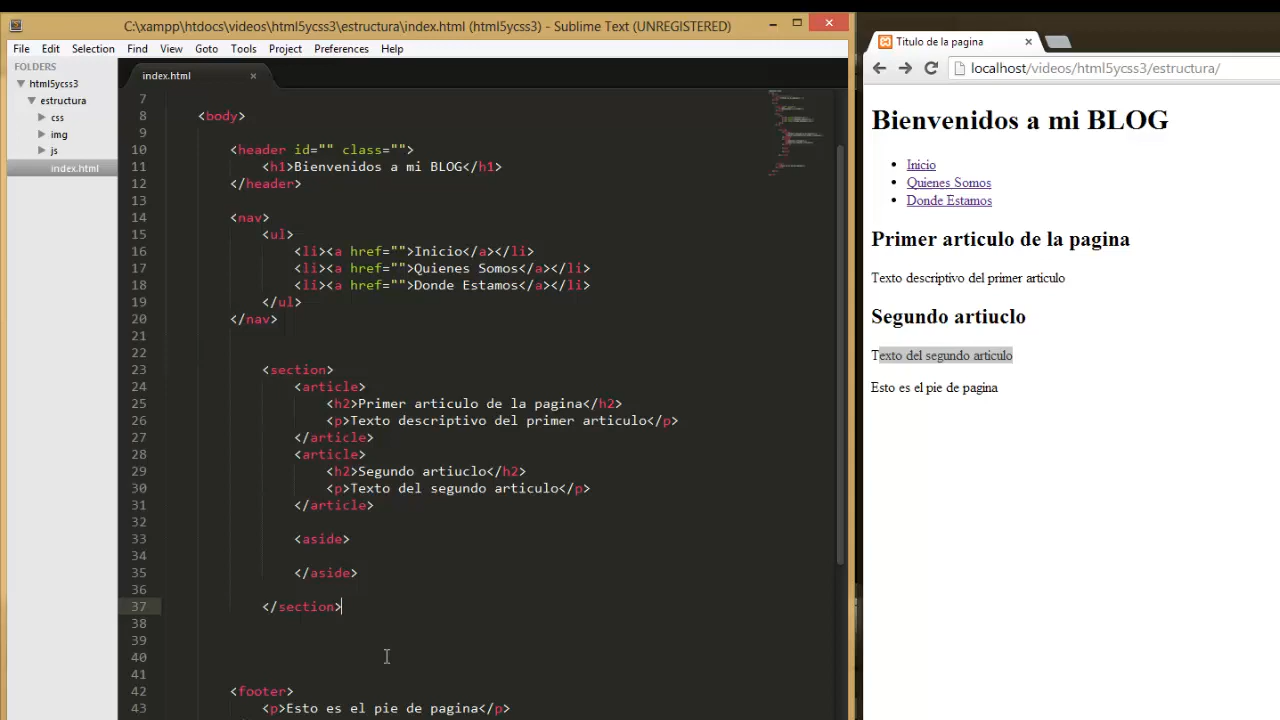 C:\xampp\htdocs\videos\html5ycss3\estructura\index.html (html5ycss3) - Sublime Text (UNREGISTERED)
File Edit Selection Find View Goto Tools Project Preferences Help
FOLDERS
html5ycss3
estructura
css
img
js
index.html
index.html
7
8 <body>
9
10 <header id="" class="">
11 <h1>Bienvenidos a mi BLOG</h1>
12 </header>
13
14 <nav>
15 <ul>
16 <li><a href="">Inicio</a></li>
17 <li><a href="">Quienes Somos</a></li>
18 <li><a href="">Donde Estamos</a></li>
19 </ul>
20 </nav>
21
22
23 <section>
24 <article>
25 <h2>Primer articulo de la pagina</h2>
26 <p>Texto descriptivo del primer articulo</p>
27 </article>
28 <article>
29 <h2>Segundo artiuclo</h2>
30 <p>Texto del segundo articulo</p>
31 </article>
32
33 <aside>
34
35 </aside>
36
37 </section>
38
39
40
41
42 <footer>
43 <p>Esto es el pie de pagina</p>
Titulo de la pagina
localhost/videos/html5ycss3/estructura/
Bienvenidos a mi BLOG
Inicio
Quienes Somos
Donde Estamos
Primer articulo de la pagina
Texto descriptivo del primer articulo
Segundo artiuclo
Texto del segundo articulo
Esto es el pie de pagina